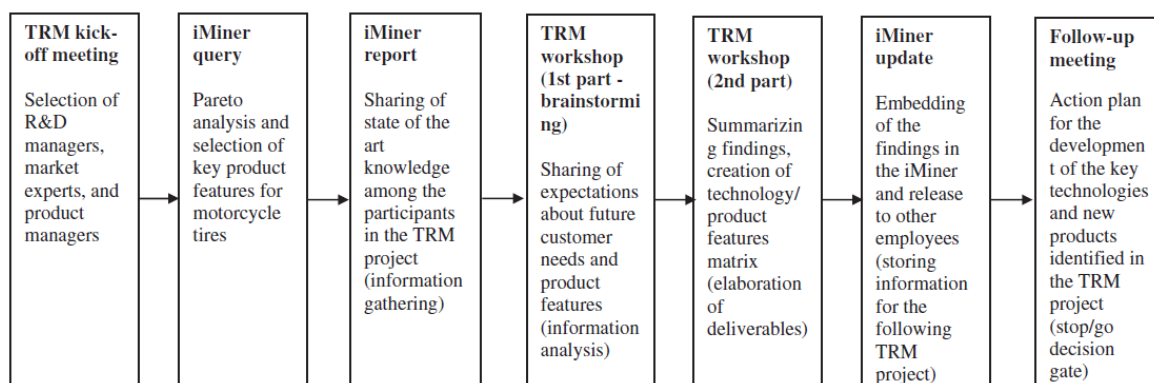 TRM kick-
off meeting
Selection of
R&D
managers,
market
experts, and
product
managers
iMiner
query
Pareto
analysis and
selection of
key product
features for
motorcycle
tires
iMiner
report
Sharing of
state of the
art
knowledge
among the
participants
in the TRM
project
(information
gathering)
TRM
workshop
(1st part -
brainstormi
ng)
Sharing of
expectations
about future
customer
needs and
product
features
(information
analysis)
TRM
workshop
(2nd part)
Summarizin
g findings,
creation of
technology/
product
features
matrix
(elaboration
of
deliverables)
iMiner
update
Embedding
of the
findings in
the iMiner
and release
to other
employees
(storing
information
for the
following
TRM
project)
Follow-up
meeting
Action plan
for the
developmen
t of the key
technologies
and new
products
identified in
the TRM
project
(stop/go
decision
gate)